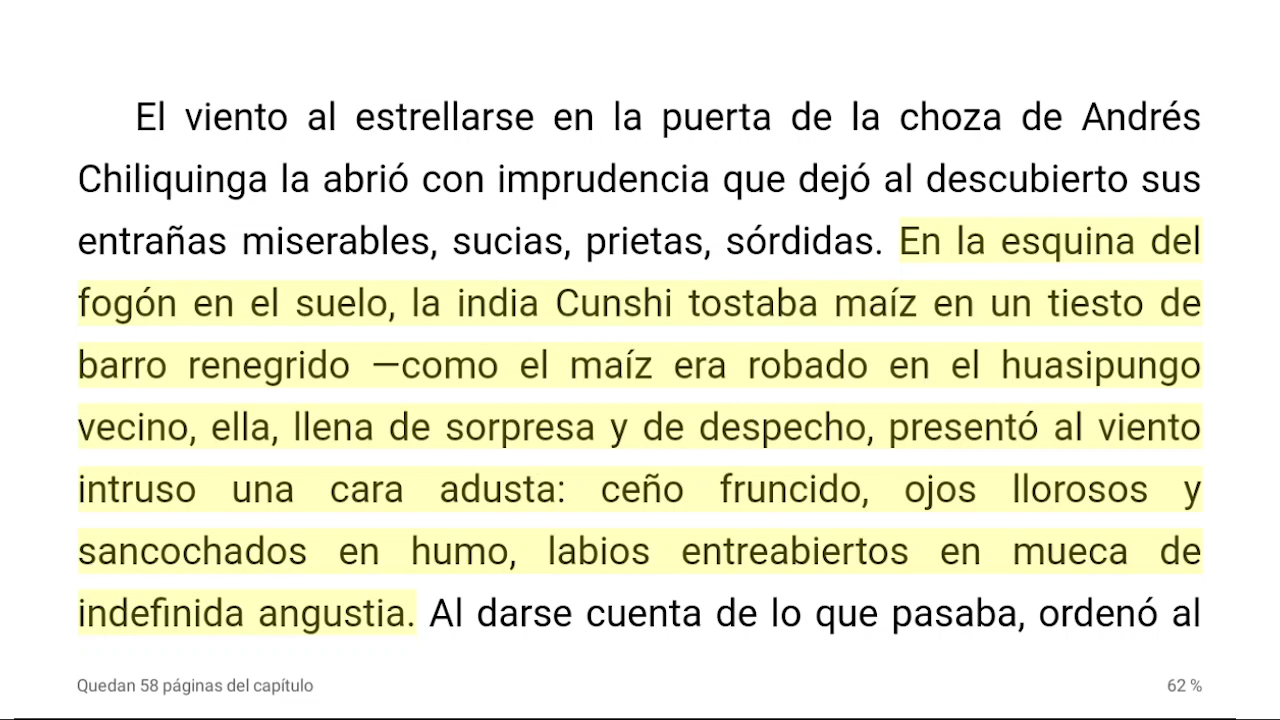 El viento al estrellarse en la puerta de la choza de Andrés
Chiliquinga la abrió con imprudencia que dejó al descubierto sus
entrañas miserables, sucias, prietas, sórdidas. En la esquina del
fogón en el suelo, la india Cunshi tostaba maíz en un tiesto de
barro renegrido —como el maíz era robado en el huasipungo
vecino, ella, llena de sorpresa y de despecho, presentó al viento
intruso una cara adusta: ceño fruncido, ojos llorosos y
sancochados en humo, labios entreabiertos en mueca de
indefinida angustia. Al darse cuenta de lo que pasaba, ordenó al
Quedan 58 páginas del capítulo
62 %